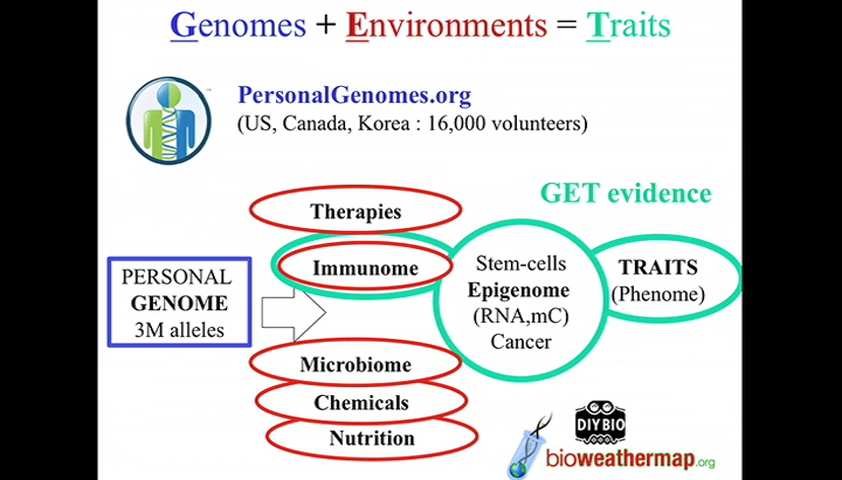 Genomes + Environments = Traits
PersonalGenomes.org
(US, Canada, Korea : 16,000 volunteers)
GET evidence
Therapies
Immunome
PERSONAL
GENOME
3M alleles
Stem-cells
Epigenome
(RNA,mC)
Cancer
TRAITS
(Phenome)
Microbiome
Chemicals
Nutrition
DIYBIO
bioweathermap.org